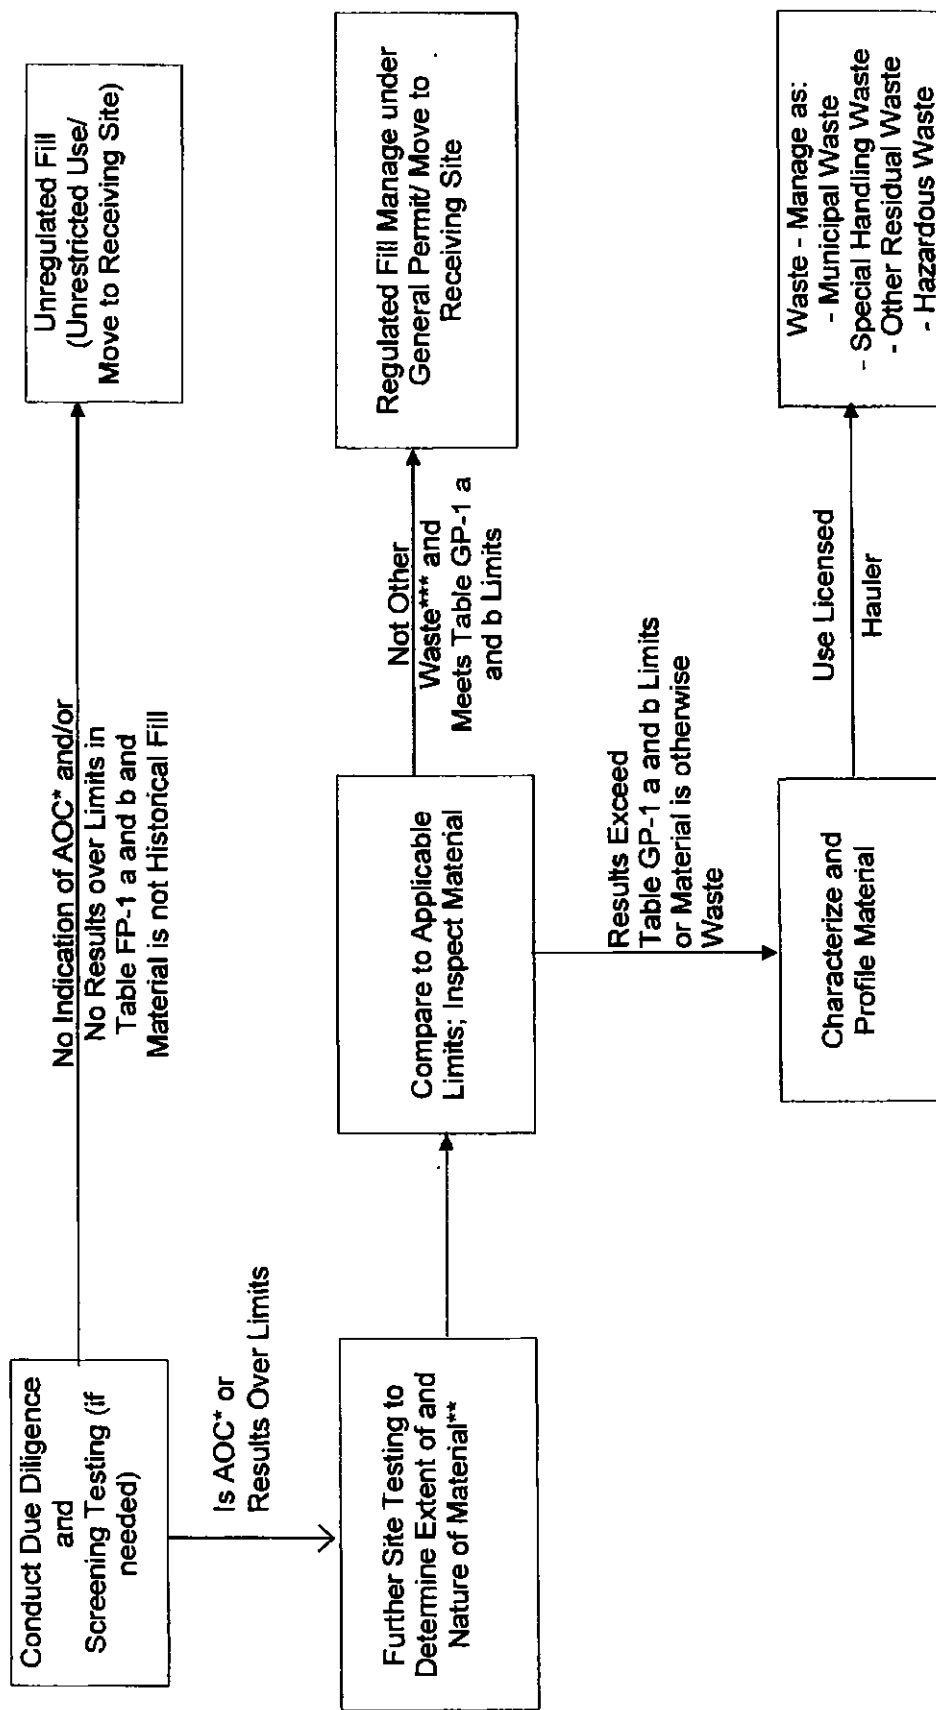 Conduct Due Diligence
and
Screening Testing (if
needed)
No Indication of AOC* and/or
No Results over Limits in
Table FP-1 a and b and
Material is not Historical Fill
Unregulated Fill
(Unrestricted Use/
Move to Receiving Site)
Is AOC* or
Results Over Limits
Further Site Testing to
Determine Extent of and
Nature of Material**
Compare to Applicable
Limits; Inspect Material
Not Other
Waste*** and
Meets Table GP-1 a
and b Limits
Regulated Fill Manage under
General Permit/ Move to
Receiving Site
Results Exceed
Table GP-1 a and b Limits
or Material is otherwise
Waste
Characterize and
Profile Material
Use Licensed
Hauler
Waste - Manage as:
- Municipal Waste
- Special Handling Waste
- Other Residual Waste
- Hazardous Waste